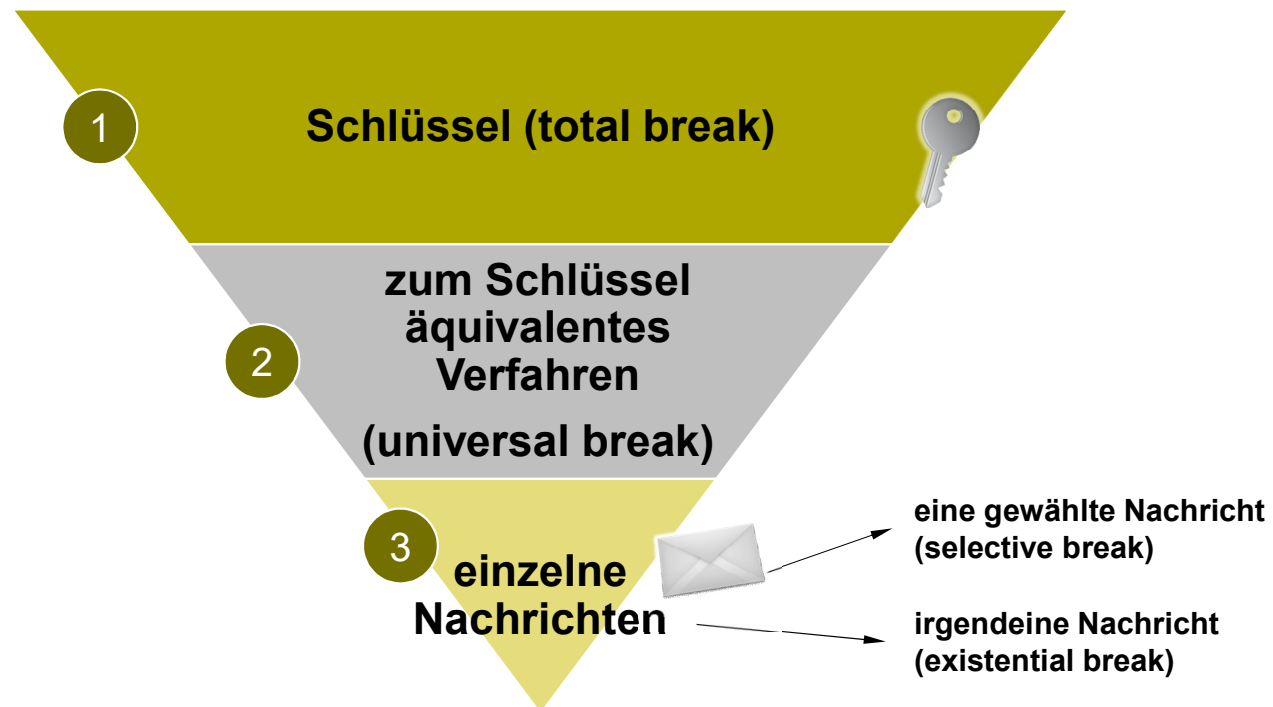 1
Schlüssel (total break)
2
zum Schlüssel
äquivalentes
Verfahren
(universal break)
3
einzelne
Nachrichten
eine gewählte Nachricht
(selective break)
irgendeine Nachricht
(existential break)